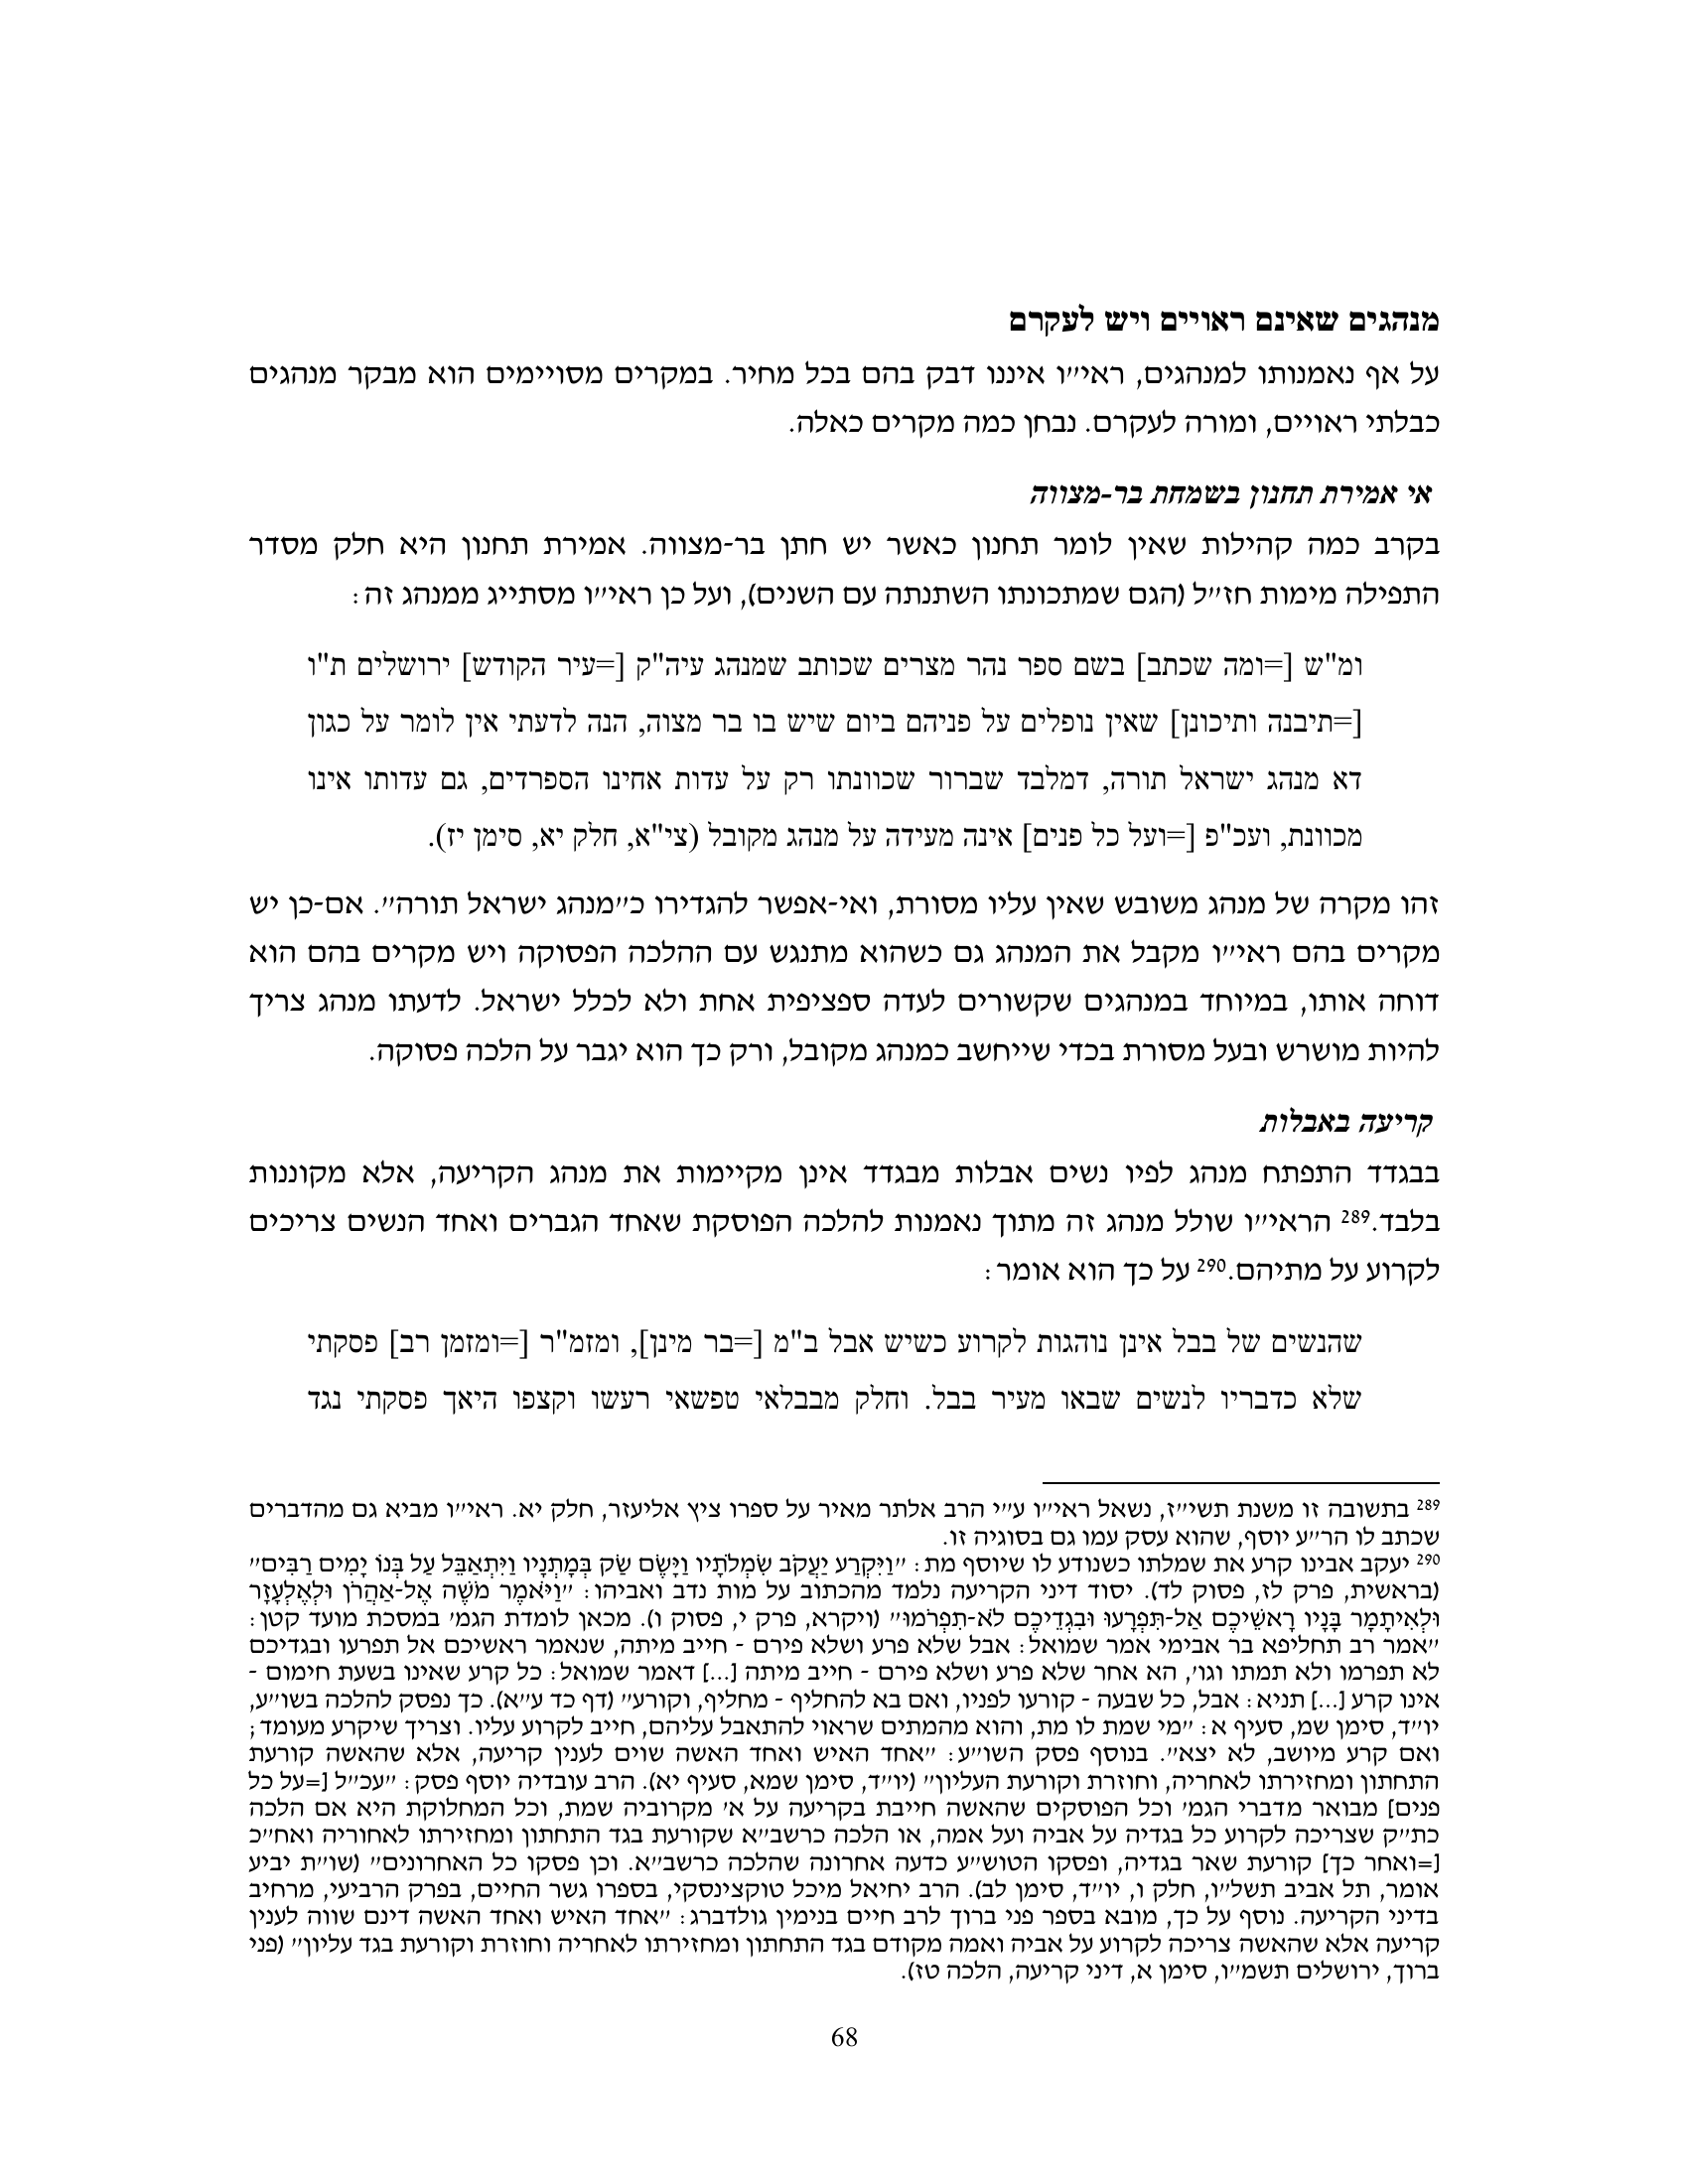 מנהגים שאינם ראויים ויש לעקרם
על אף נאמנותו למנהגים, ראי״ו איננו דבק בהם בכל מחיר. במקרים מסויימים הוא מבקר מנהגים
כבלתי ראויים, ומורה לעקרם. נבחן כמה מקרים כאלה.
אי אמירת תחנון בשמחת בר-מצווה
בקרב כמה קהילות שאין לומר תחנון כאשר יש חתן בר-מצווה. אמירת תחנון היא חלק מסדר
התפילה מימות חז״ל (הגם שמתכונתו השתנתה עם השנים), ועל כן ראי״ו מסתייג ממנהג זה:
ומ"ש [=ומה שכתב] בשם ספר נהר מצרים שכותב שמנהג עיה"ק [=עיר הקודש] ירושלים ת"ו
[=תיבנה ותיכונן] שאין נופלים על פניהם ביום שיש בו בר מצוה, הנה לדעתי אין לומר על כגון
דא מנהג ישראל תורה, דמלבד שברור שכוונתו רק על עדות אחינו הספרדים, גם עדותו אינו
מכוונת, ועכ"פ [=ועל כל פנים] אינה מעידה על מנהג מקובל (צי"א, חלק יא, סימן יז).
זהו מקרה של מנהג משובש שאין עליו מסורת, ואי-אפשר להגדירו כ״מנהג ישראל תורה״. אם-כן יש
מקרים בהם ראי״ו מקבל את המנהג גם כשהוא מתנגש עם ההלכה הפסוקה ויש מקרים בהם הוא
דוחה אותו, במיוחד במנהגים שקשורים לעדה ספציפית אחת ולא לכלל ישראל. לדעתו מנהג צריך
להיות מושרש ובעל מסורת בכדי שייחשב כמנהג מקובל, ורק כך הוא יגבר על הלכה פסוקה.
קריעה באבלות
בבגדד התפתח מנהג לפיו נשים אבלות מבגדד אינן מקיימות את מנהג הקריעה, אלא מקוננות
בלבד.289 הראי״ו שולל מנהג זה מתוך נאמנות להלכה הפוסקת שאחד הגברים ואחד הנשים צריכים
לקרוע על מתיהם.290 על כך הוא אומר:
שהנשים של בבל אינן נוהגות לקרוע כשיש אבל ב"מ [=בר מינן], ומזמ"ר [=ומזמן רב] פסקתי
שלא כדבריו לנשים שבאו מעיר בבל. וחלק מבבלאי טפשאי רעשו וקצפו היאך פסקתי נגד
289 בתשובה זו משנת תשי״ז, נשאל ראי״ו ע״י הרב אלתר מאיר על ספרו ציץ אליעזר, חלק יא. ראי״ו מביא גם מהדברים
שכתב לו הר״ע יוסף, שהוא עסק עמו גם בסוגיה זו.
290 יעקב אבינו קרע את שמלתו כשנודע לו שיוסף מת: ״וַיִּקְרַע יַעֲקֹב שִׂמְלֹתָיו וַיָּשֶׂם שַׂק בְּמָתְנָיו וַיִּתְאַבֵּל עַל בְּנוֹ יָמִים רַבִּים״
(בראשית, פרק לז, פסוק לד). יסוד דיני הקריעה נלמד מהכתוב על מות נדב ואביהו: ״וַיֹּאמֶר מֹשֶׁה אֶל-אַהֲרֹן וּלְאֶלְעָזָר
וּלְאִיתָמָר בָּנָיו רָאשֵׁיכֶם אַל-תִּפְרָעוּ וּבִגְדֵיכֶם לֹא-תִפְרֹמוּ״ (ויקרא, פרק י, פסוק ו). מכאן לומדת הגמ׳ במסכת מועד קטן:
״אמר רב תחליפא בר אבימי אמר שמואל: אבל שלא פרע ושלא פירם - חייב מיתה, שנאמר ראשיכם אל תפרעו ובגדיכם
לא תפרמו ולא תמתו וגו׳, הא אחר שלא פרע ושלא פירם - חייב מיתה [...] דאמר שמואל: כל קרע שאינו בשעת חימום -
אינו קרע [...] תניא: אבל, כל שבעה - קורעו לפניו, ואם בא להחליף - מחליף, וקורע״ (דף כד ע״א). כך נפסק להלכה בשו״ע,
יו״ד, סימן שמ, סעיף א: ״מי שמת לו מת, והוא מהמתים שראוי להתאבל עליהם, חייב לקרוע עליו. וצריך שיקרע מעומד;
ואם קרע מיושב, לא יצא״. בנוסף פסק השו״ע: ״אחד האיש ואחד האשה שוים לענין קריעה, אלא שהאשה קורעת
התחתון ומחזירתו לאחריה, וחוזרת וקורעת העליון״ (יו״ד, סימן שמא, סעיף יא). הרב עובדיה יוסף פסק: ״עכ״ל [=על כל
פנים] מבואר מדברי הגמ׳ וכל הפוסקים שהאשה חייבת בקריעה על א׳ מקרוביה שמת, וכל המחלוקת היא אם הלכה
כת״ק שצריכה לקרוע כל בגדיה על אביה ועל אמה, או הלכה כרשב״א שקורעת בגד התחתון ומחזירתו לאחוריה ואח״כ
[=ואחר כך] קורעת שאר בגדיה, ופסקו הטוש״ע כדעה אחרונה שהלכה כרשב״א. וכן פסקו כל האחרונים״ (שו״ת יביע
אומר, תל אביב תשל״ו, חלק ו, יו״ד, סימן לב). הרב יחיאל מיכל טוקצינסקי, בספרו גשר החיים, בפרק הרביעי, מרחיב
בדיני הקריעה. נוסף על כך, מובא בספר פני ברוך לרב חיים בנימין גולדברג: ״אחד האיש ואחד האשה דינם שווה לענין
קריעה אלא שהאשה צריכה לקרוע על אביה ואמה מקודם בגד התחתון ומחזירתו לאחריה וחוזרת וקורעת בגד עליון״ (פני
ברוך, ירושלים תשמ״ו, סימן א, דיני קריעה, הלכה טז).
68